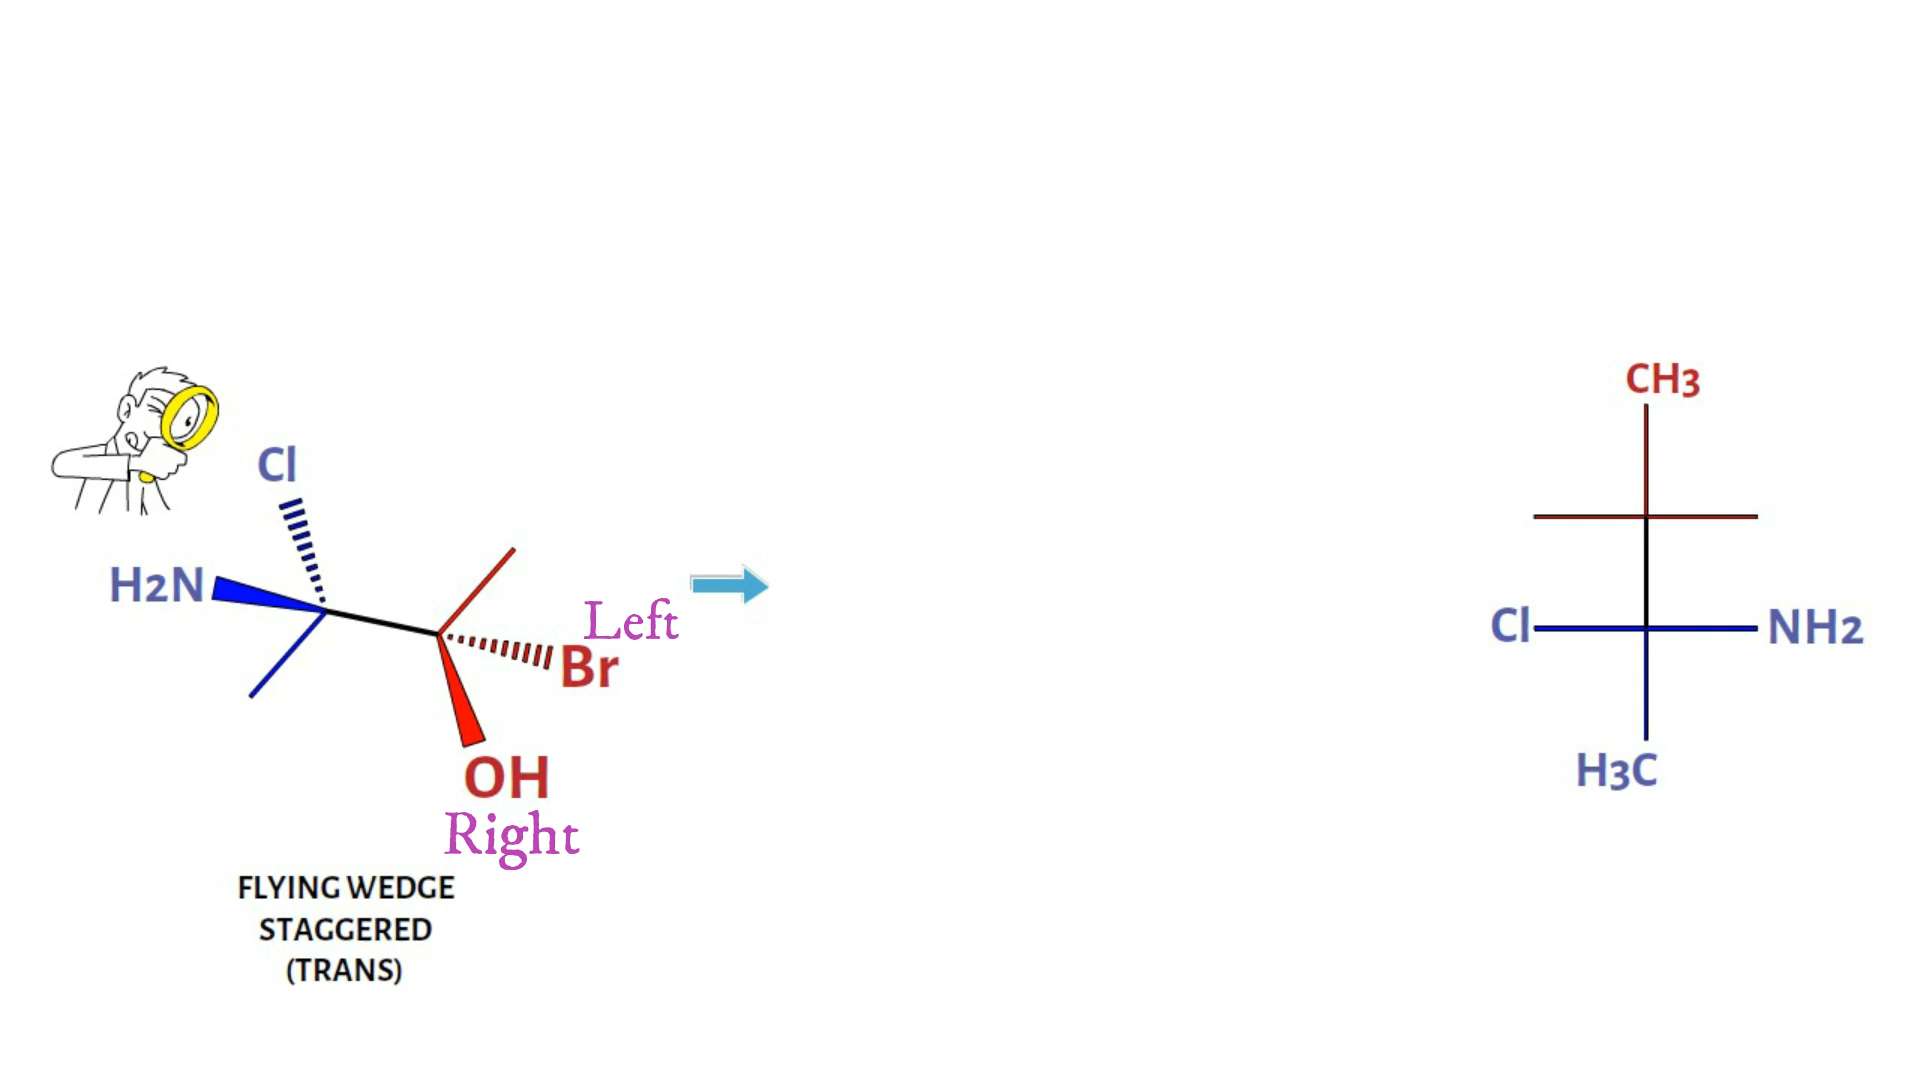 Cl
H2N
Left
Br
OH
Right
FLYING WEDGE
STAGGERED
(TRANS)
CH3
Cl
NH2
H3C